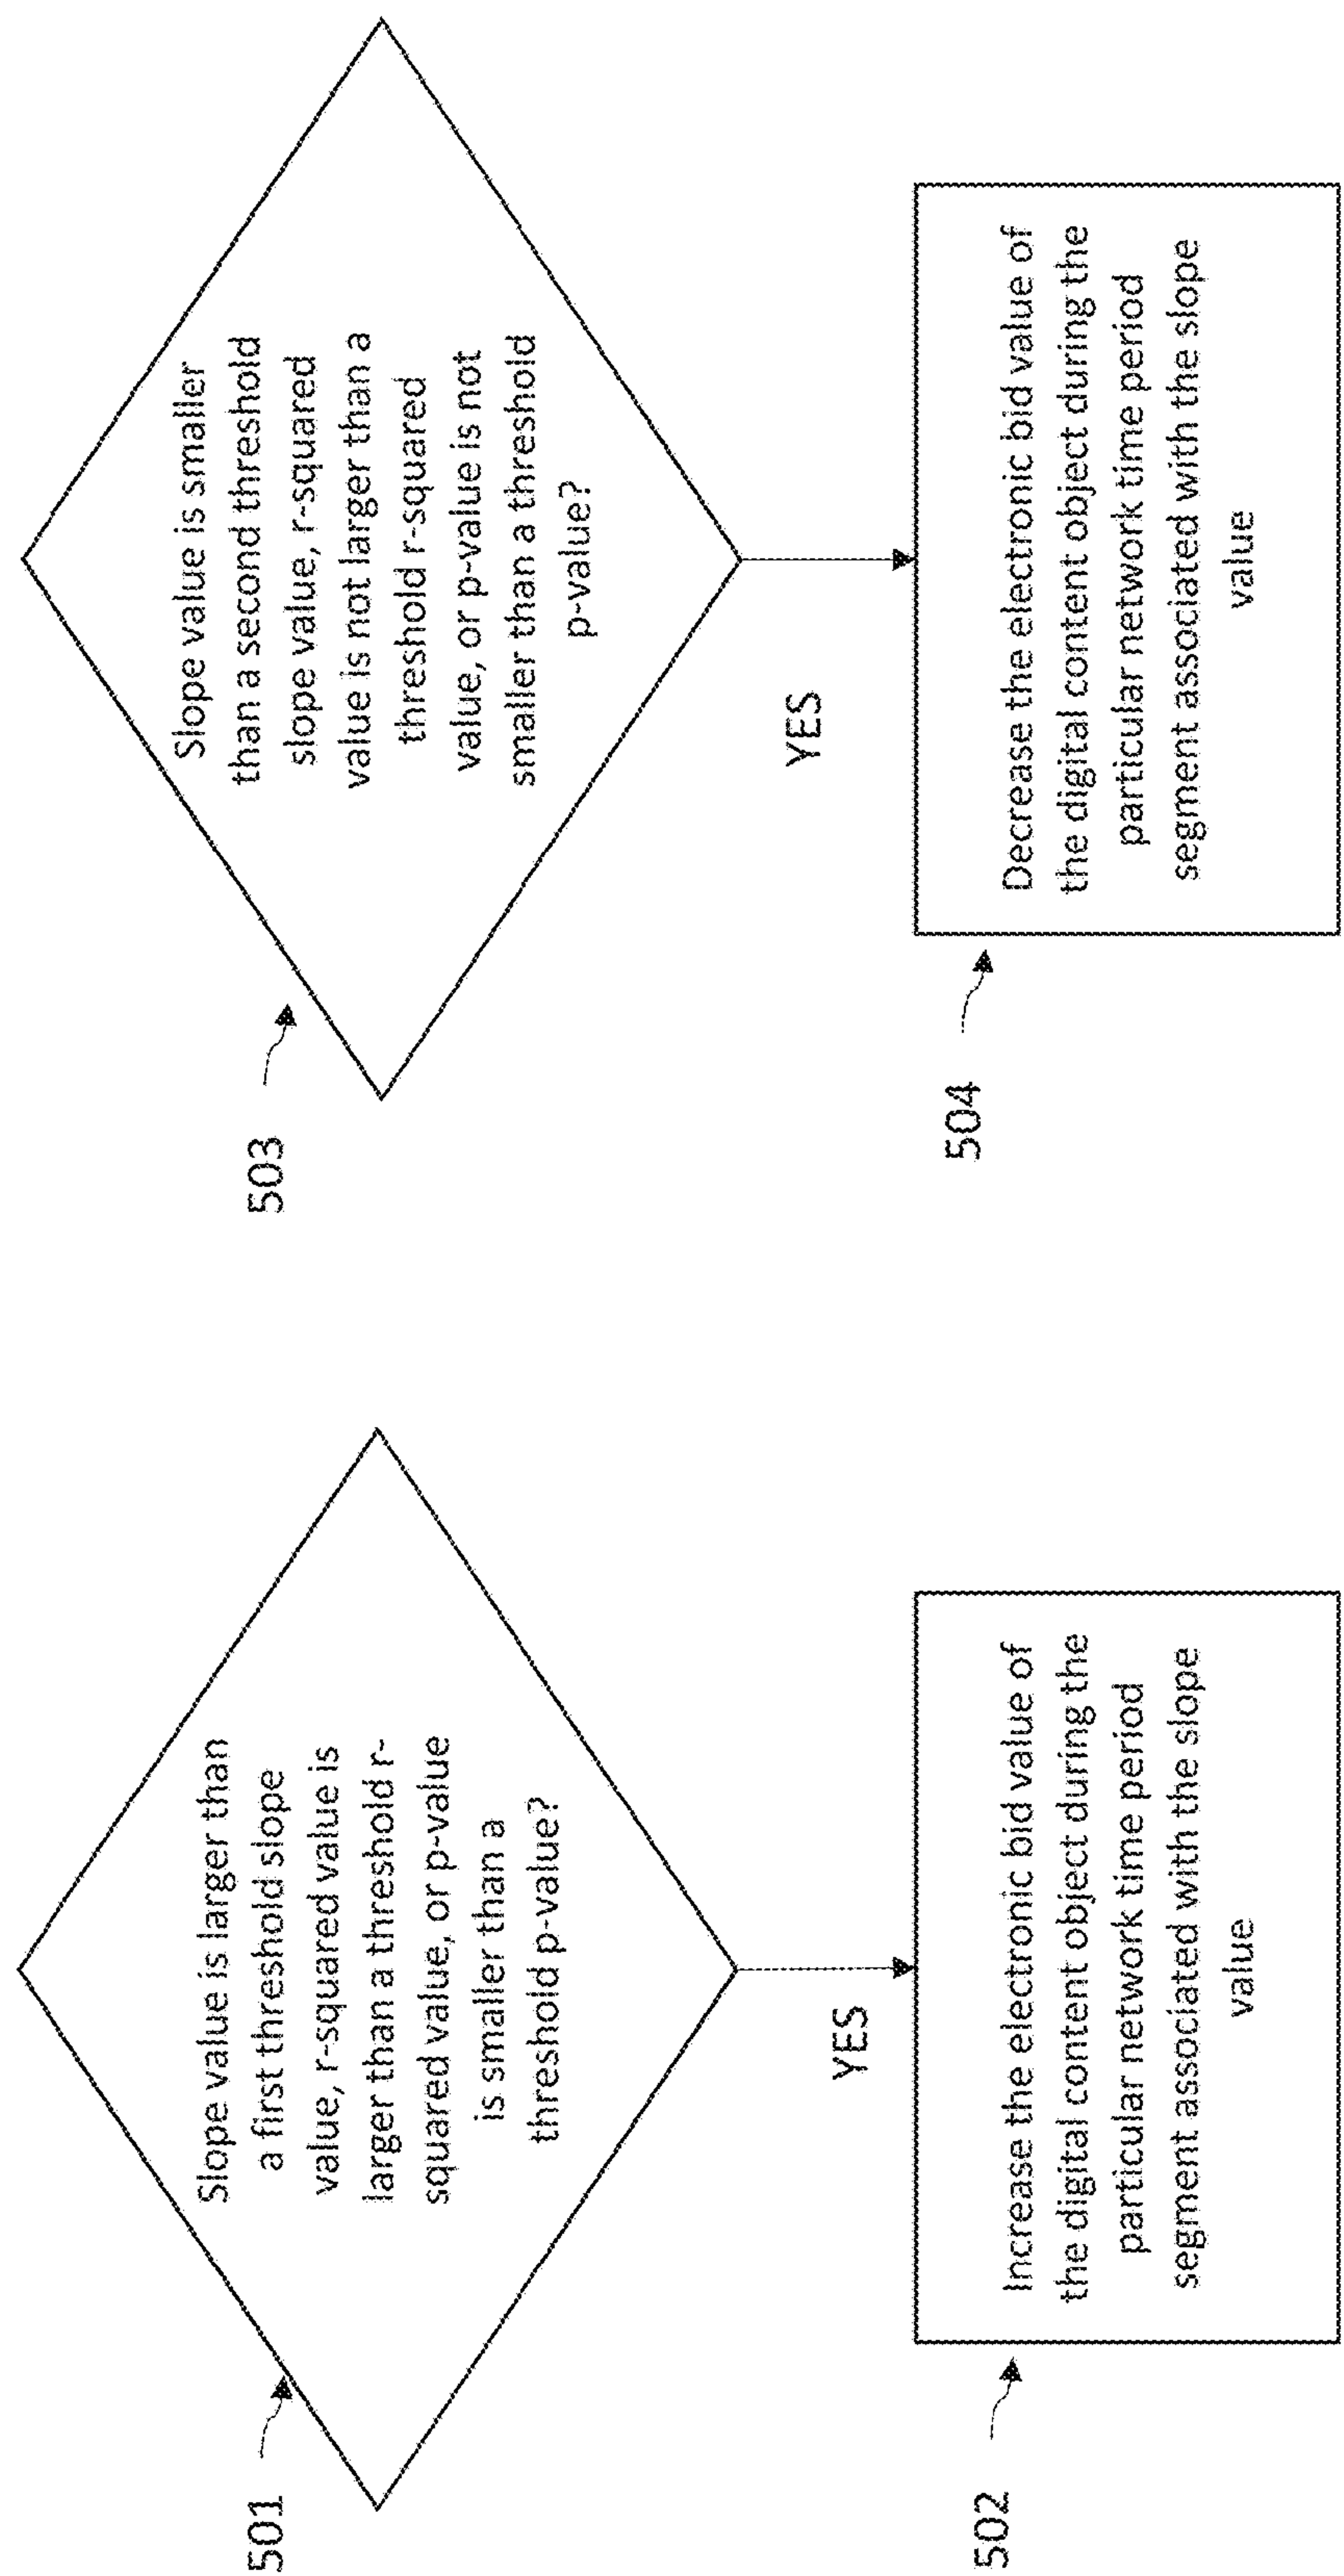 501
Slope value is larger than
a first threshold slope
value, r-squared value is
larger than a threshold r-
squared value, or p-value
is smaller than a
threshold p-value?
YES
502
Increase the electronic bid value of
the digital content object during the
particular network time period
segment associated with the slope
value
503
Slope value is smaller
than a second threshold
slope value, r-squared
value is not larger than a
threshold r-squared
value, or p-value is not
smaller than a threshold
p-value?
YES
504
Decrease the electronic bid value of
the digital content object during the
particular network time period
segment associated with the slope
value